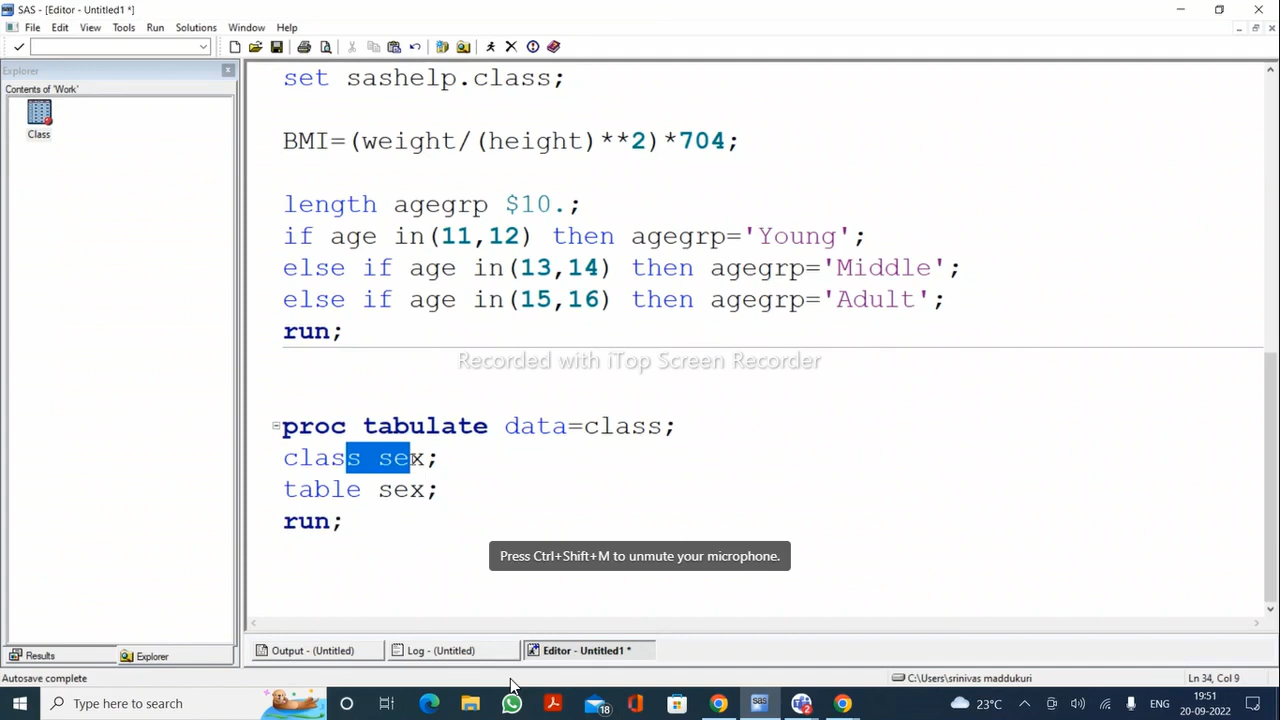 SAS - [Editor - Untitled1 *]
File Edit View Tools Run Solutions Window Help
Explorer
Contents of 'Work'
Class
set sashelp.class;
BMI=(weight/(height)**2)*704;
length agegrp $10.;
if age in(11,12) then agegrp='Young';
else if age in(13,14) then agegrp='Middle';
else if age in(15,16) then agegrp='Adult';
run;
Recorded with iTop Screen Recorder
proc tabulate data=class;
class sex;
table sex;
run;
Press Ctrl+Shift+M to unmute your microphone.
Results Explorer Output - (Untitled) Log - (Untitled) Editor - Untitled1 *
Autosave complete C:\Users\srinivas maddukuri Ln 34, Col 9
Type here to search 18 2 23°C ENG 19:51
20-09-2022